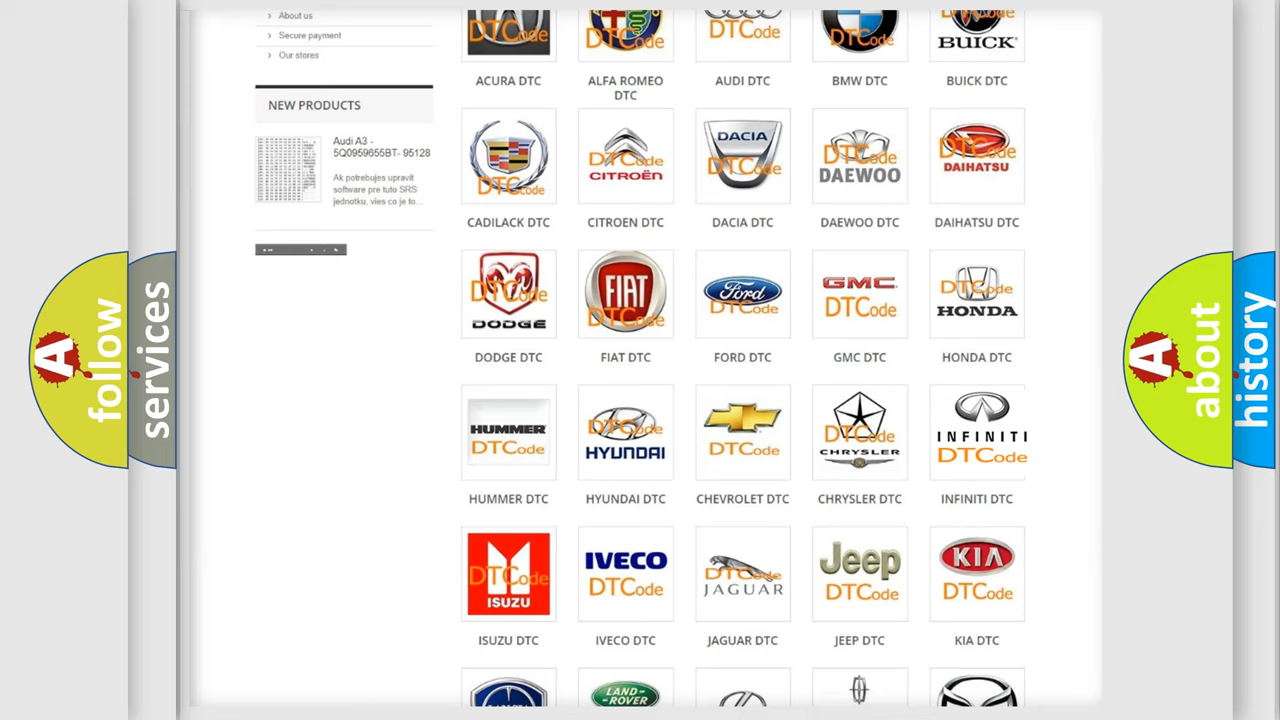 About us
Secure payment
Our stores
NEW PRODUCTS
Audi A3 -
5Q0959655BT- 95128
Ak potrebujes upravit
software pre tuto SRS
jednotku, vies co je to...
DTCode
DTCode
DTCode
DTCode
BUICK
ACURA DTC
ALFA ROMEO
DTC
AUDI DTC
BMW DTC
BUICK DTC
DTCode
DTCode
CITROËN
DACIA
DTCode
DTCode
DAEWOO
DTCode
DAIHATSU
CADILACK DTC
CITROEN DTC
DACIA DTC
DAEWOO DTC
DAIHATSU DTC
DTCode
DODGE
FIAT
DTCode
Ford
DTCode
GMC
DTCode
DTCode
HONDA
DODGE DTC
FIAT DTC
FORD DTC
GMC DTC
HONDA DTC
HUMMER
DTCode
DTCode
HYUNDAI
DTCode
DTCode
CHRYSLER
INFINITI
DTCode
HUMMER DTC
HYUNDAI DTC
CHEVROLET DTC
CHRYSLER DTC
INFINITI DTC
DTCode
ISUZU
IVECO
DTCode
DTCode
JAGUAR
Jeep
DTCode
KIA
DTCode
ISUZU DTC
IVECO DTC
JAGUAR DTC
JEEP DTC
KIA DTC
LAND-
ROVER
A
follow
services
A
about
history